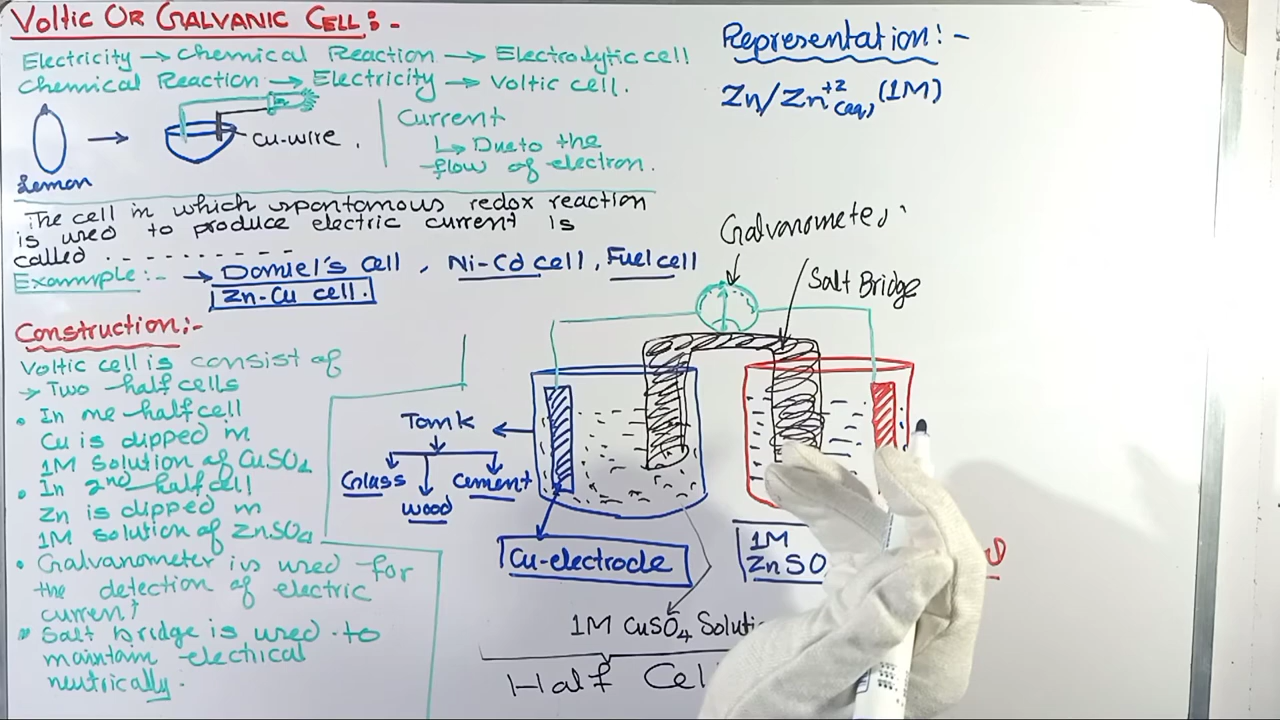 Voltic OR GALVANIC CELL:-
Electricity → Chemical Reaction → Electrolytic cell
Chemical Reaction → Electricity → Voltic cell.
Lemon
Cu-wire.
Current
↳ Due to the
flow of electron.
The cell in which spontamous redox reaction
is used to produce electric current is
called - - - - - - - - - -
Example:- → Daniel's Cell, Ni-Cd cell, Fuel cell
Zn-Cu cell.
Construction:-
Voltic cell is consist of
→ Two half cells
• In one half cell
Cu is dipped in
1M solution of CuSO4
• In 2nd half cell
Zn is dipped in
1M solution of ZnSO4
• Galvanometer is used for
the detection of electric
current
• Salt bridge is used to
maintain electrical
neutrically.
Representation:-
Zn/Zn+2(aq) (1M)
Galvanometer
Salt Bridge
Tank
Glass
wood
Cement
Cu-electrode
1M
ZnSO
1M CuSO4 Soluti
Half Cel